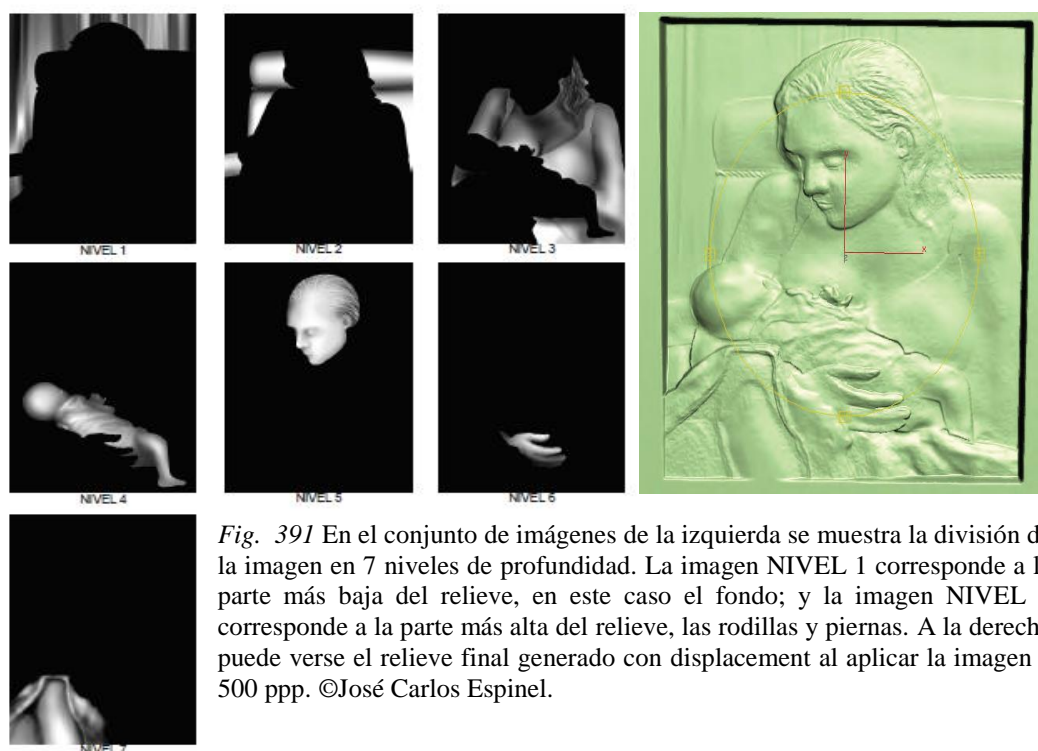 NIVEL 1
NIVEL 2
NIVEL 3
NIVEL 4
NIVEL 5
NIVEL 6
NIVEL 7
Y
X
Z
Fig. 391 En el conjunto de imágenes de la izquierda se muestra la división d
la imagen en 7 niveles de profundidad. La imagen NIVEL 1 corresponde a l
parte más baja del relieve, en este caso el fondo; y la imagen NIVEL
corresponde a la parte más alta del relieve, las rodillas y piernas. A la derech
puede verse el relieve final generado con displacement al aplicar la imagen
500 ppp. ©José Carlos Espinel.